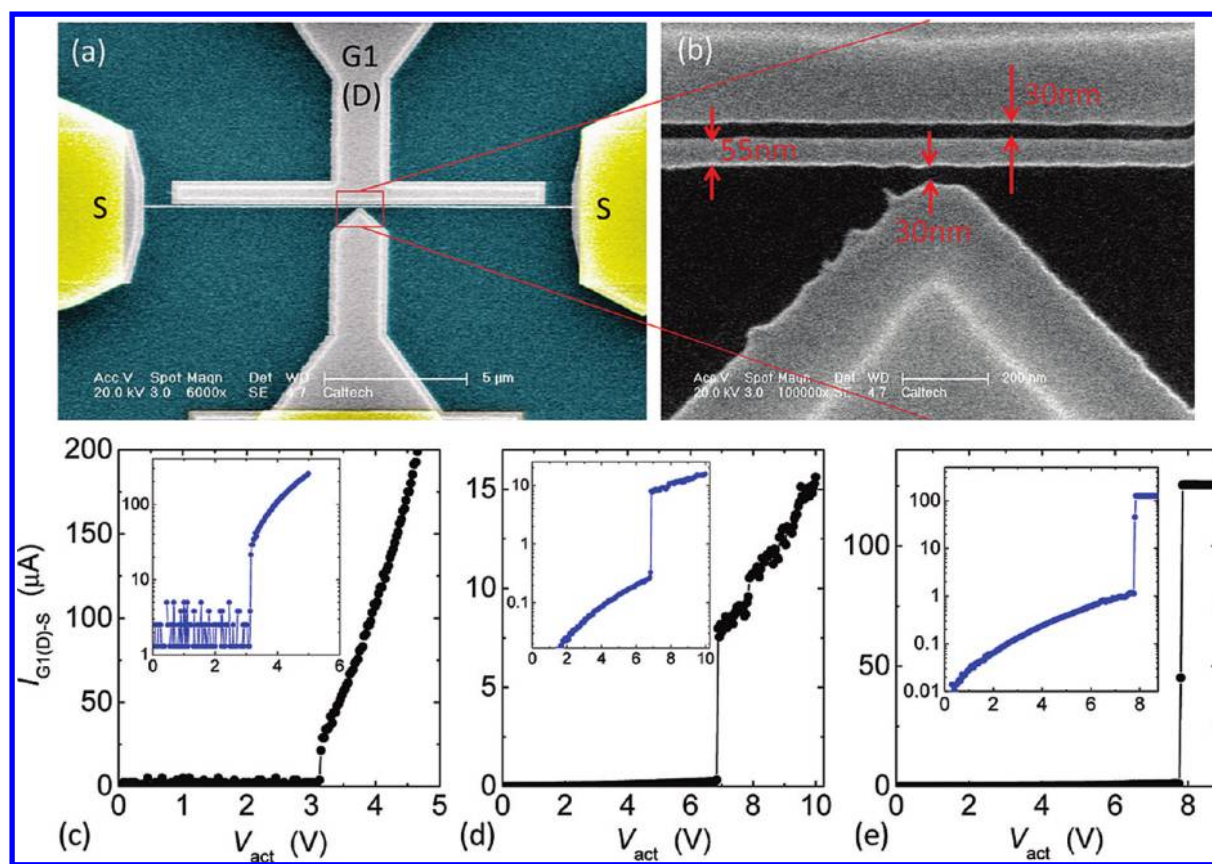 (a)
G1
(D)
S
S
Acc.V Spot Magn Det WD 5 µm
20.0 kV 3.0 6000x SE 4.7 Caltech
(b)
30nm
55nm
30nm
Acc.V Spot Magn Det WD 200 nm
20.0 kV 3.0 100000x SE 4.7 Caltech
I G1(D)-S (µA)
200
150
100
50
0
0 1 2 3 4 5
100
10
1
0 2 4 6
(c) Vact (V)
15
10
5
0
0 2 4 6 8 10
10
1
0.1
2 4 6 8 10
(d) Vact (V)
100
50
0
0 2 4 6 8
100
10
1
0.1
0.01
0 2 4 6 8
(e) Vact (V)